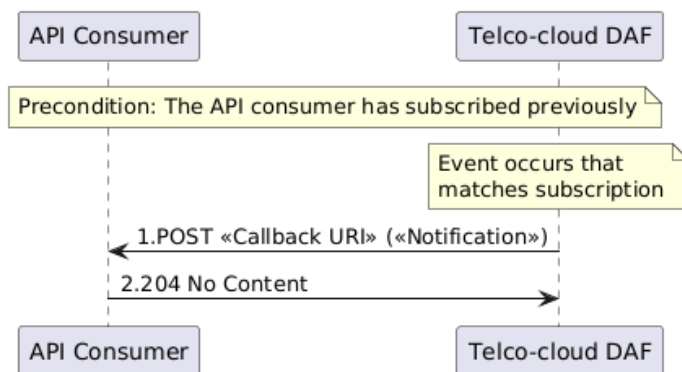 API Consumer
Telco-cloud DAF
Precondition: The API consumer has subscribed previously
Event occurs that
matches subscription
1.POST «Callback URI» («Notification»)
2.204 No Content
API Consumer
Telco-cloud DAF